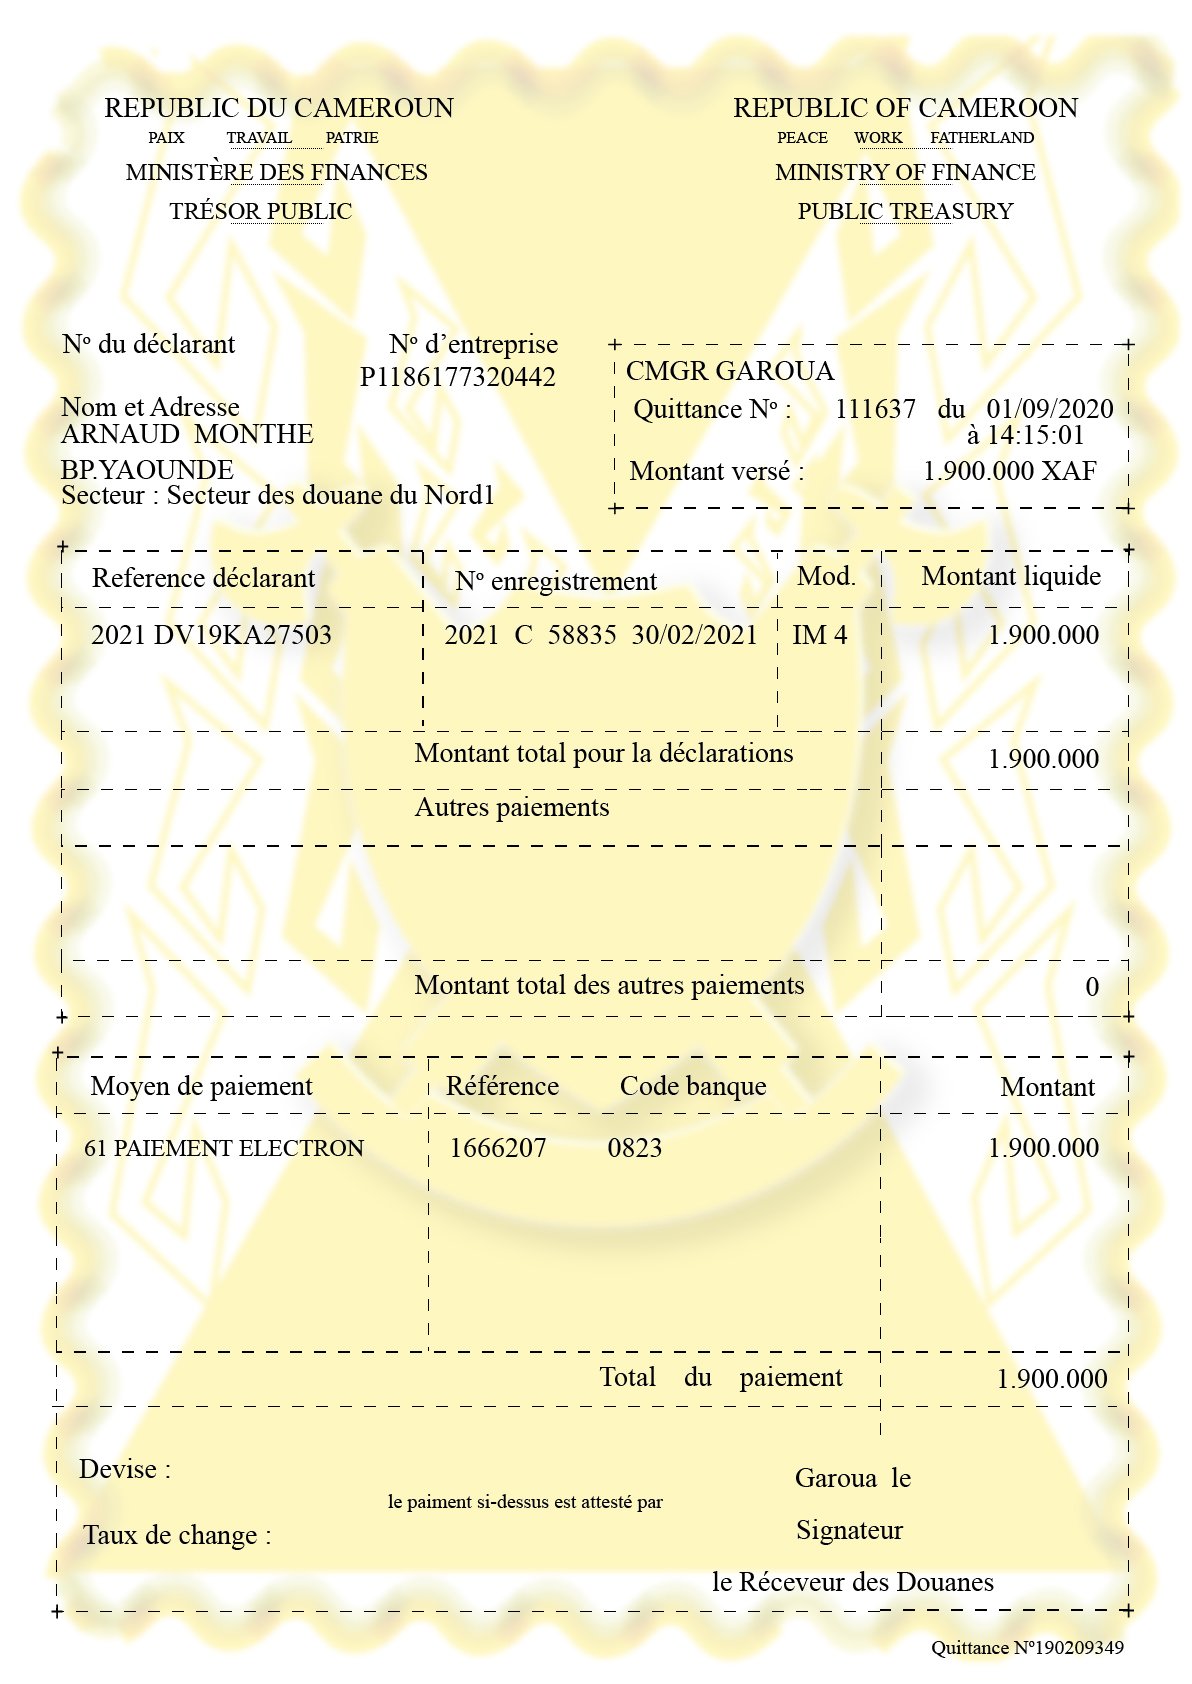 REPUBLIC DU CAMEROUN
PAIX TRAVAIL PATRIE
MINISTÈRE DES FINANCES
TRÉSOR PUBLIC
REPUBLIC OF CAMEROON
PEACE WORK FATHERLAND
MINISTRY OF FINANCE
PUBLIC TREASURY
Nº du déclarant Nº d’entreprise
P1186177320442
Nom et Adresse
ARNAUD MONTHE
BP.YAOUNDE
Secteur : Secteur des douane du Nord1
CMGR GAROUA
Quittance Nº : 111637 du 01/09/2020
à 14:15:01
Montant versé : 1.900.000 XAF
Reference déclarant Nº enregistrement Mod. Montant liquide
2021 DV19KA27503 2021 C 58835 30/02/2021 IM 4 1.900.000
Montant total pour la déclarations 1.900.000
Autres paiements
Montant total des autres paiements 0
Moyen de paiement Référence Code banque Montant
61 PAIEMENT ELECTRON 1666207 0823 1.900.000
Total du paiement 1.900.000
Devise :
Garoua le
le paiment si-dessus est attesté par
Taux de change :
Signateur
le Réceveur des Douanes
Quittance Nº190209349